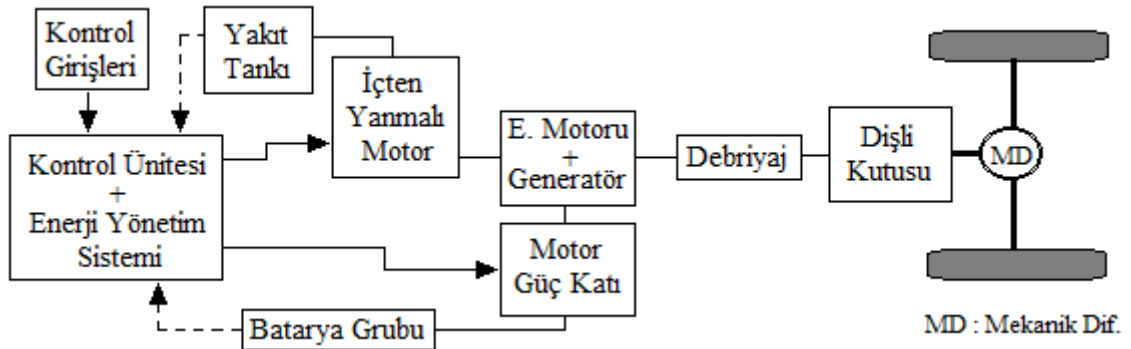 Kontrol
Girişleri
Yakıt
Tankı
İçten
Yanmalı
Motor
Kontrol Ünitesi
+
Enerji Yönetim
Sistemi
E. Motoru
+
Generatör
Debriyaj
Dişli
Kutusu
MD
Motor
Güç Katı
Batarya Grubu
MD : Mekanik Dif.